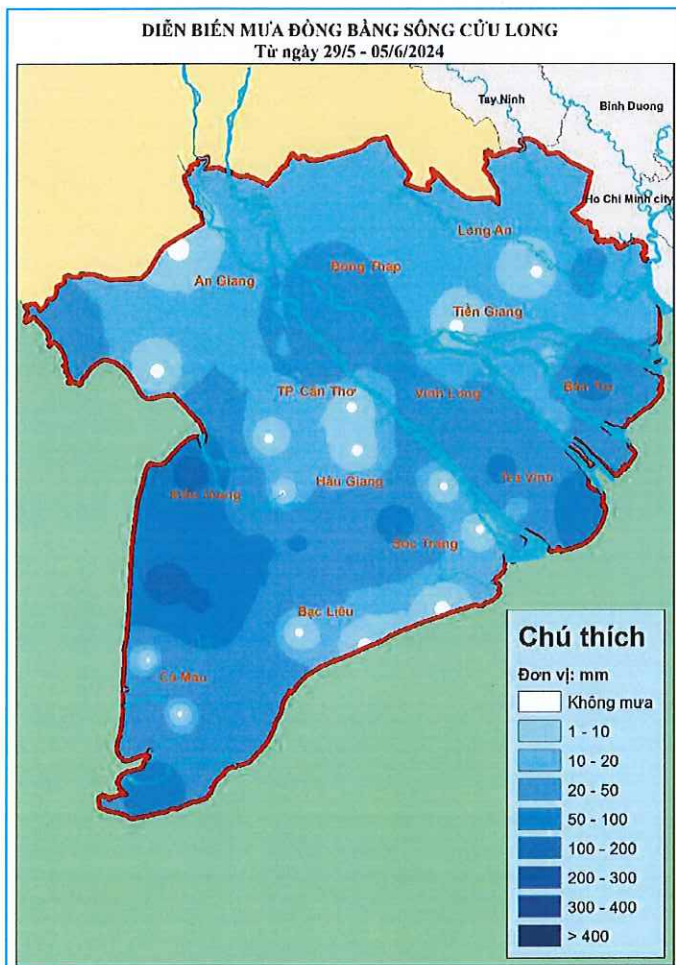 DIỄN BIẾN MƯA ĐỒNG BẰNG SÔNG CỬU LONG
Từ ngày 29/5 - 05/6/2024
Tay Ninh
Binh Duong
Ho Chi Minh city
Long An
Đồng Tháp
An Giang
Tiền Giang
Bến Tre
TP. Cần Thơ
Vĩnh Long
Kiên Giang
Hậu Giang
Trà Vinh
Sóc Trăng
Bạc Liêu
Cà Mau
Chú thích
Đơn vị: mm
Không mưa
1 - 10
10 - 20
20 - 50
50 - 100
100 - 200
200 - 300
300 - 400
> 400